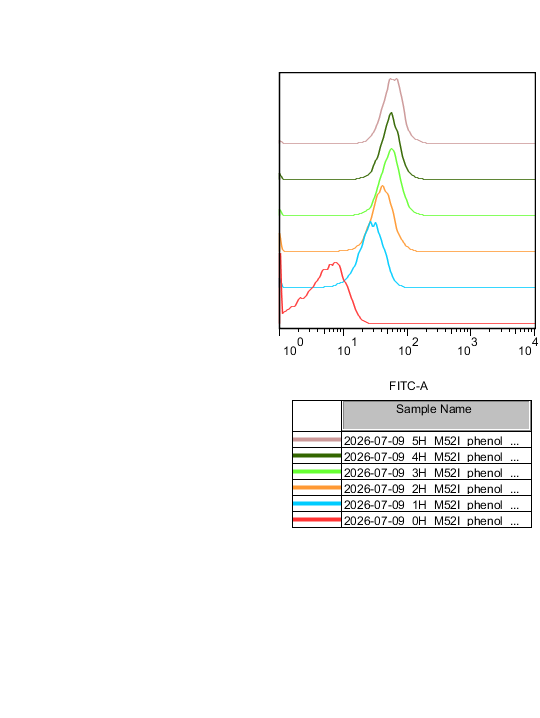 10 0
10 1
10 2
10 3
10 4
FITC-A
Sample Name
2026-07-09 5H M52I phenol ...
2026-07-09 4H M52I phenol ...
2026-07-09 3H M52I phenol ...
2026-07-09 2H M52I phenol ...
2026-07-09 1H M52I phenol ...
2026-07-09 0H M52I phenol ...